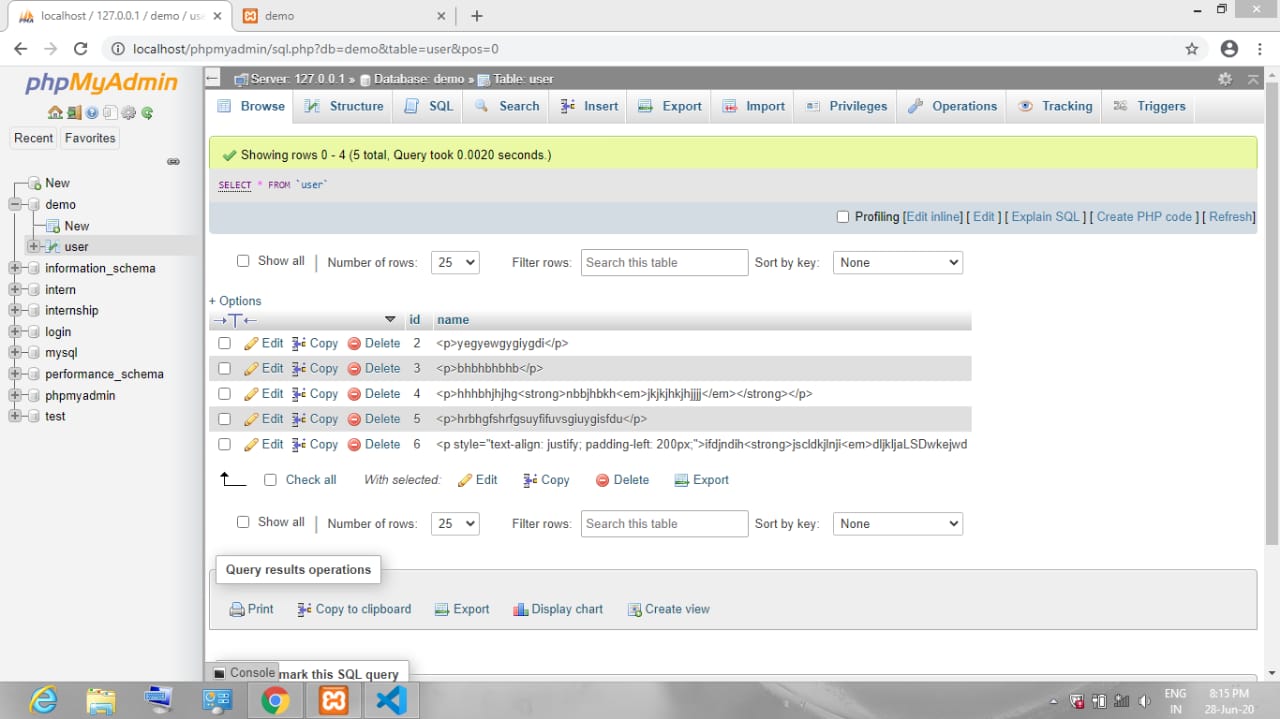 localhost / 127.0.0.1 / demo / use
demo
localhost/phpmyadmin/sql.php?db=demo&table=user&pos=0
phpMyAdmin
Recent Favorites
New
demo
New
user
information_schema
intern
internship
login
mysql
performance_schema
phpmyadmin
test
Server: 127.0.0.1 » Database: demo » Table: user
Browse Structure SQL Search Insert Export Import Privileges Operations Tracking Triggers
Showing rows 0 - 4 (5 total, Query took 0.0020 seconds.)
SELECT * FROM `user`
Profiling [Edit inline] [ Edit ] [ Explain SQL ] [ Create PHP code ] [ Refresh]
Show all | Number of rows: 25 Filter rows: Search this table Sort by key: None
+ Options
id name
Edit Copy Delete 2 <p>yegyewgygiygdi</p>
Edit Copy Delete 3 <p>bhbhbhbhb</p>
Edit Copy Delete 4 <p>hhhbhjhjhg<strong>nbbjhbkh<em>jkjkjhkjhjjjj</em></strong></p>
Edit Copy Delete 5 <p>hrbhgfshrfgsuyfifuvsgiuygisfdu</p>
Edit Copy Delete 6 <p style="text-align: justify; padding-left: 200px;">ifdjndih<strong>jscldkjlnji<em>dljkljaLSDwkejwd
Check all With selected: Edit Copy Delete Export
Show all | Number of rows: 25 Filter rows: Search this table Sort by key: None
Query results operations
Print Copy to clipboard Export Display chart Create view
Console mark this SQL query
ENG 8:15 PM
IN 28-Jun-20